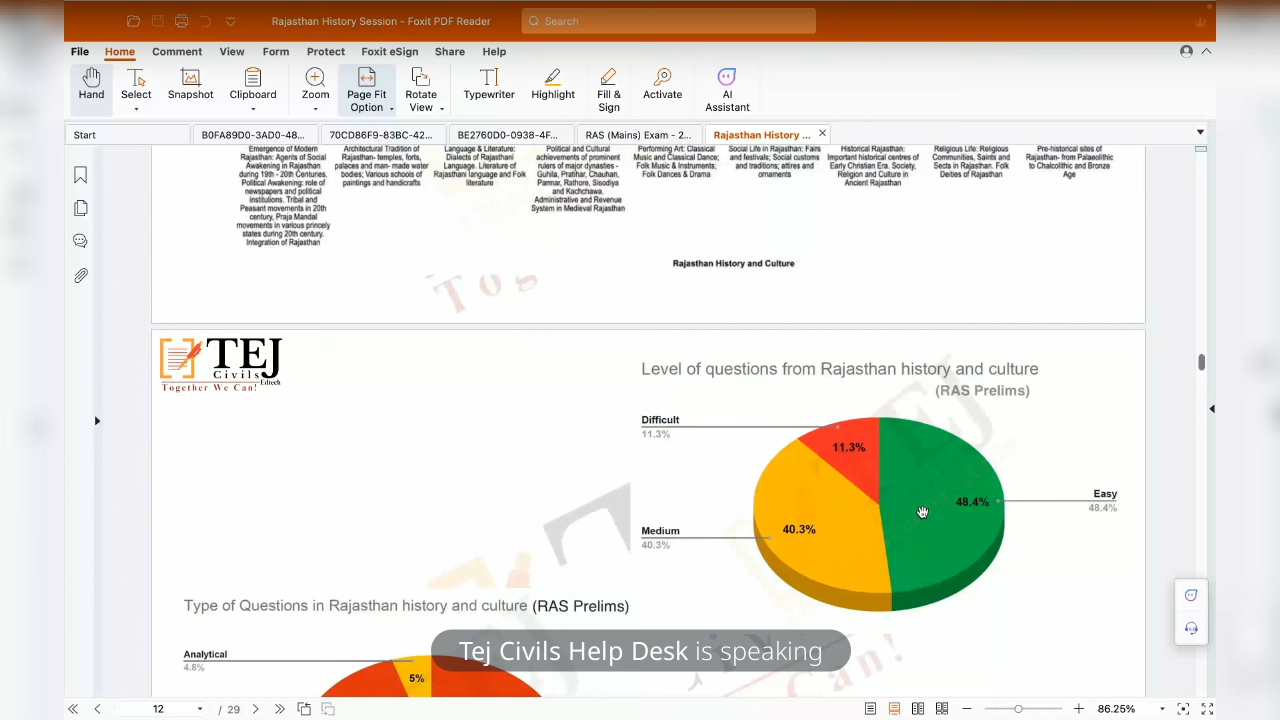 Rajasthan History Session - Foxit PDF Reader
Search
File Home Comment View Form Protect Foxit eSign Share Help
Hand
Select
Snapshot
Clipboard
Zoom
Page Fit
Option
Rotate
View
Typewriter
Highlight
Fill &
Sign
Activate
AI
Assistant
Start
B0FA89D0-3AD0-48...
70CD86F9-83BC-42...
BE2760D0-0938-4F...
RAS (Mains) Exam - 2...
Rajasthan History ...
Emergence of Modern
Rajasthan: Agents of Social
Awakening in Rajasthan
during 19th - 20th Centuries.
Political Awakening: role of
newspapers and political
institutions. Tribal and
Peasant movements in 20th
century, Praja Mandal
movements in various princely
states during 20th century.
Integration of Rajasthan
Architectural Tradition of
Rajasthan- temples, forts,
palaces and man- made water
bodies; Various schools of
paintings and handicrafts
Language & Literature:
Dialects of Rajasthani
Language. Literature of
Rajasthani language and Folk
literature
Political and Cultural
achievements of prominent
rulers of major dynasties -
Guhila, Pratihar, Chauhan,
Parmar, Rathore, Sisodiya
and Kachchawa.
Administrative and Revenue
System in Medieval Rajasthan
Performing Art: Classical
Music and Classical Dance;
Folk Music & Instruments;
Folk Dances & Drama
Social Life in Rajasthan: Fairs
and festivals; Social customs
and traditions; attires and
ornaments
Historical Rajasthan:
Important historical centres of
Early Christian Era. Society,
Religion and Culture in
Ancient Rajasthan
Religious Life: Religious
Communities, Saints and
Sects in Rajasthan. Folk
Deities of Rajasthan
Pre-historical sites of
Rajasthan- from Palaeolithic
to Chalcolithic and Bronze
Age
Rajasthan History and Culture
Tog
TEJ
Civils
Edtech
Together We Can!
Level of questions from Rajasthan history and culture
(RAS Prelims)
Difficult
11.3%
11.3%
48.4%
Easy
48.4%
Medium
40.3%
40.3%
TEJ
Type of Questions in Rajasthan history and culture (RAS Prelims)
Analytical
4.8%
5%
Tej Civils Help Desk is speaking
Can!
12
/ 29
86.25%